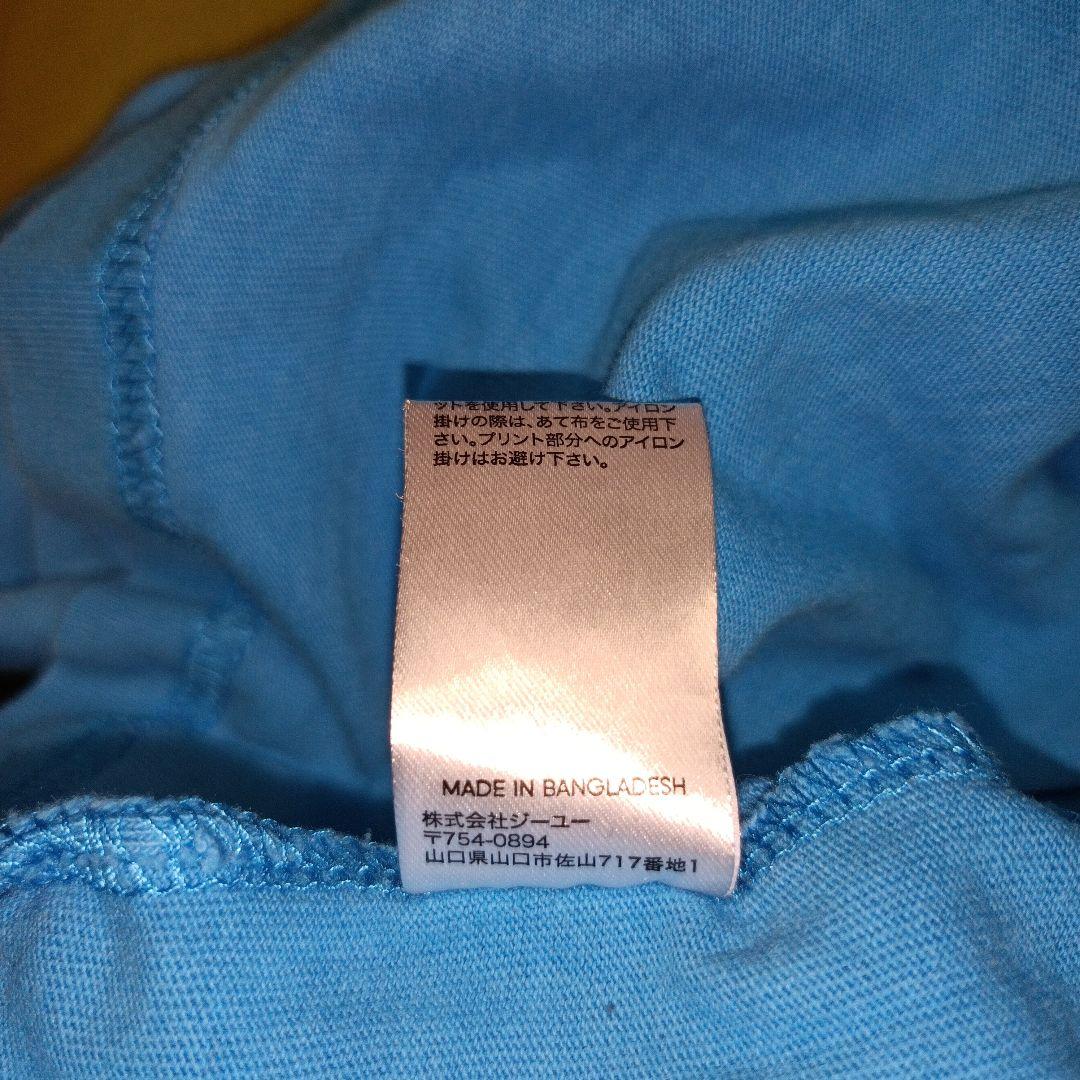 ットを使用して下さい。アイロン
掛けの際は、あて布をご使用下
さい。プリント部分へのアイロン
掛けはお避け下さい。
MADE IN BANGLADESH
株式会社ジーユー
〒754-0894
山口県山口市佐山717番地1